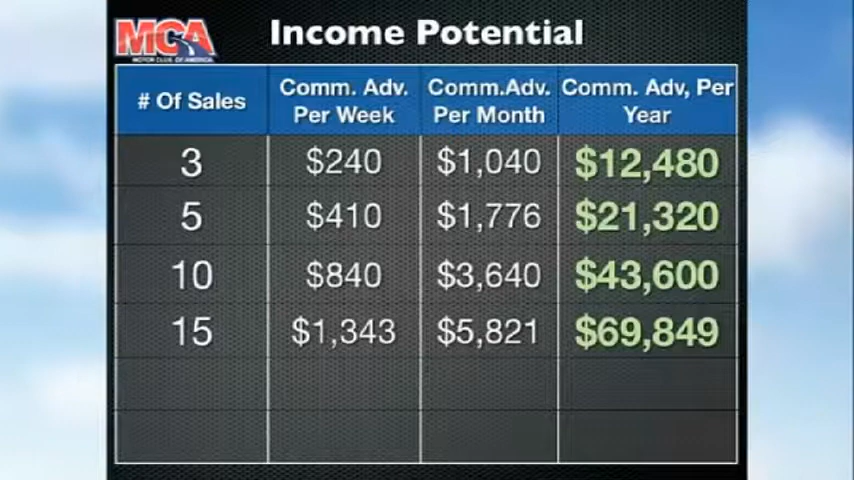 MCA
MOTOR CLUB OF AMERICA
Income Potential
# Of Sales
Comm. Adv. Per Week
Comm.Adv. Per Month
Comm. Adv, Per Year
3 $240 $1,040 $12,480
5 $410 $1,776 $21,320
10 $840 $3,640 $43,600
15 $1,343 $5,821 $69,849